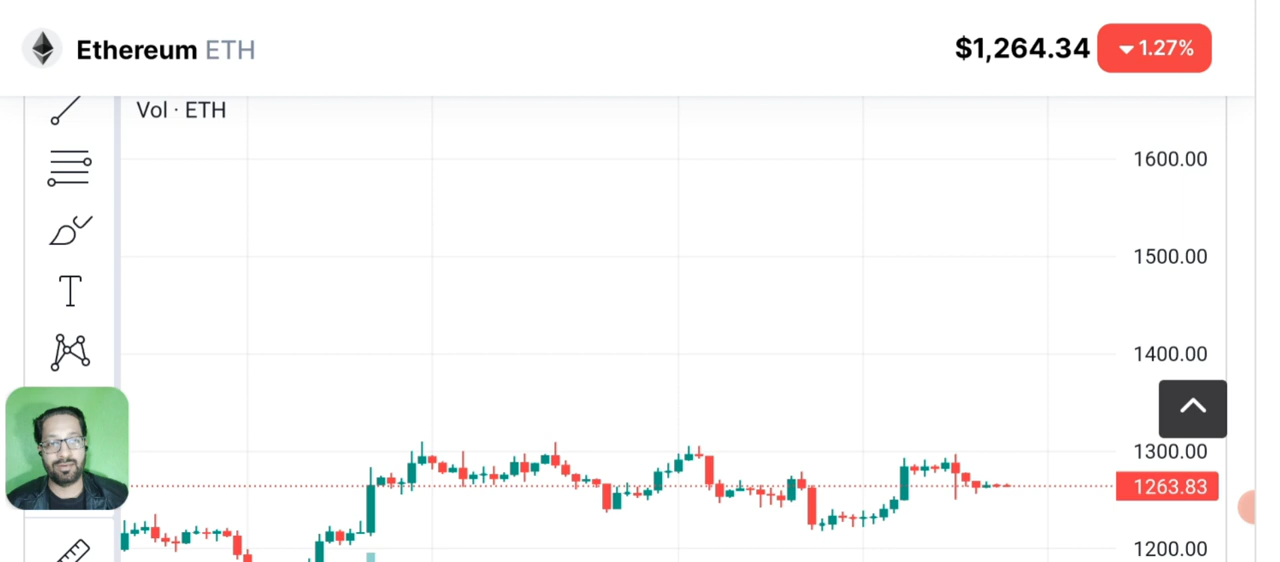 Ethereum ETH
$1,264.34
1.27%
Vol · ETH
1600.00
1500.00
T
1400.00
1300.00
1263.83
1200.00